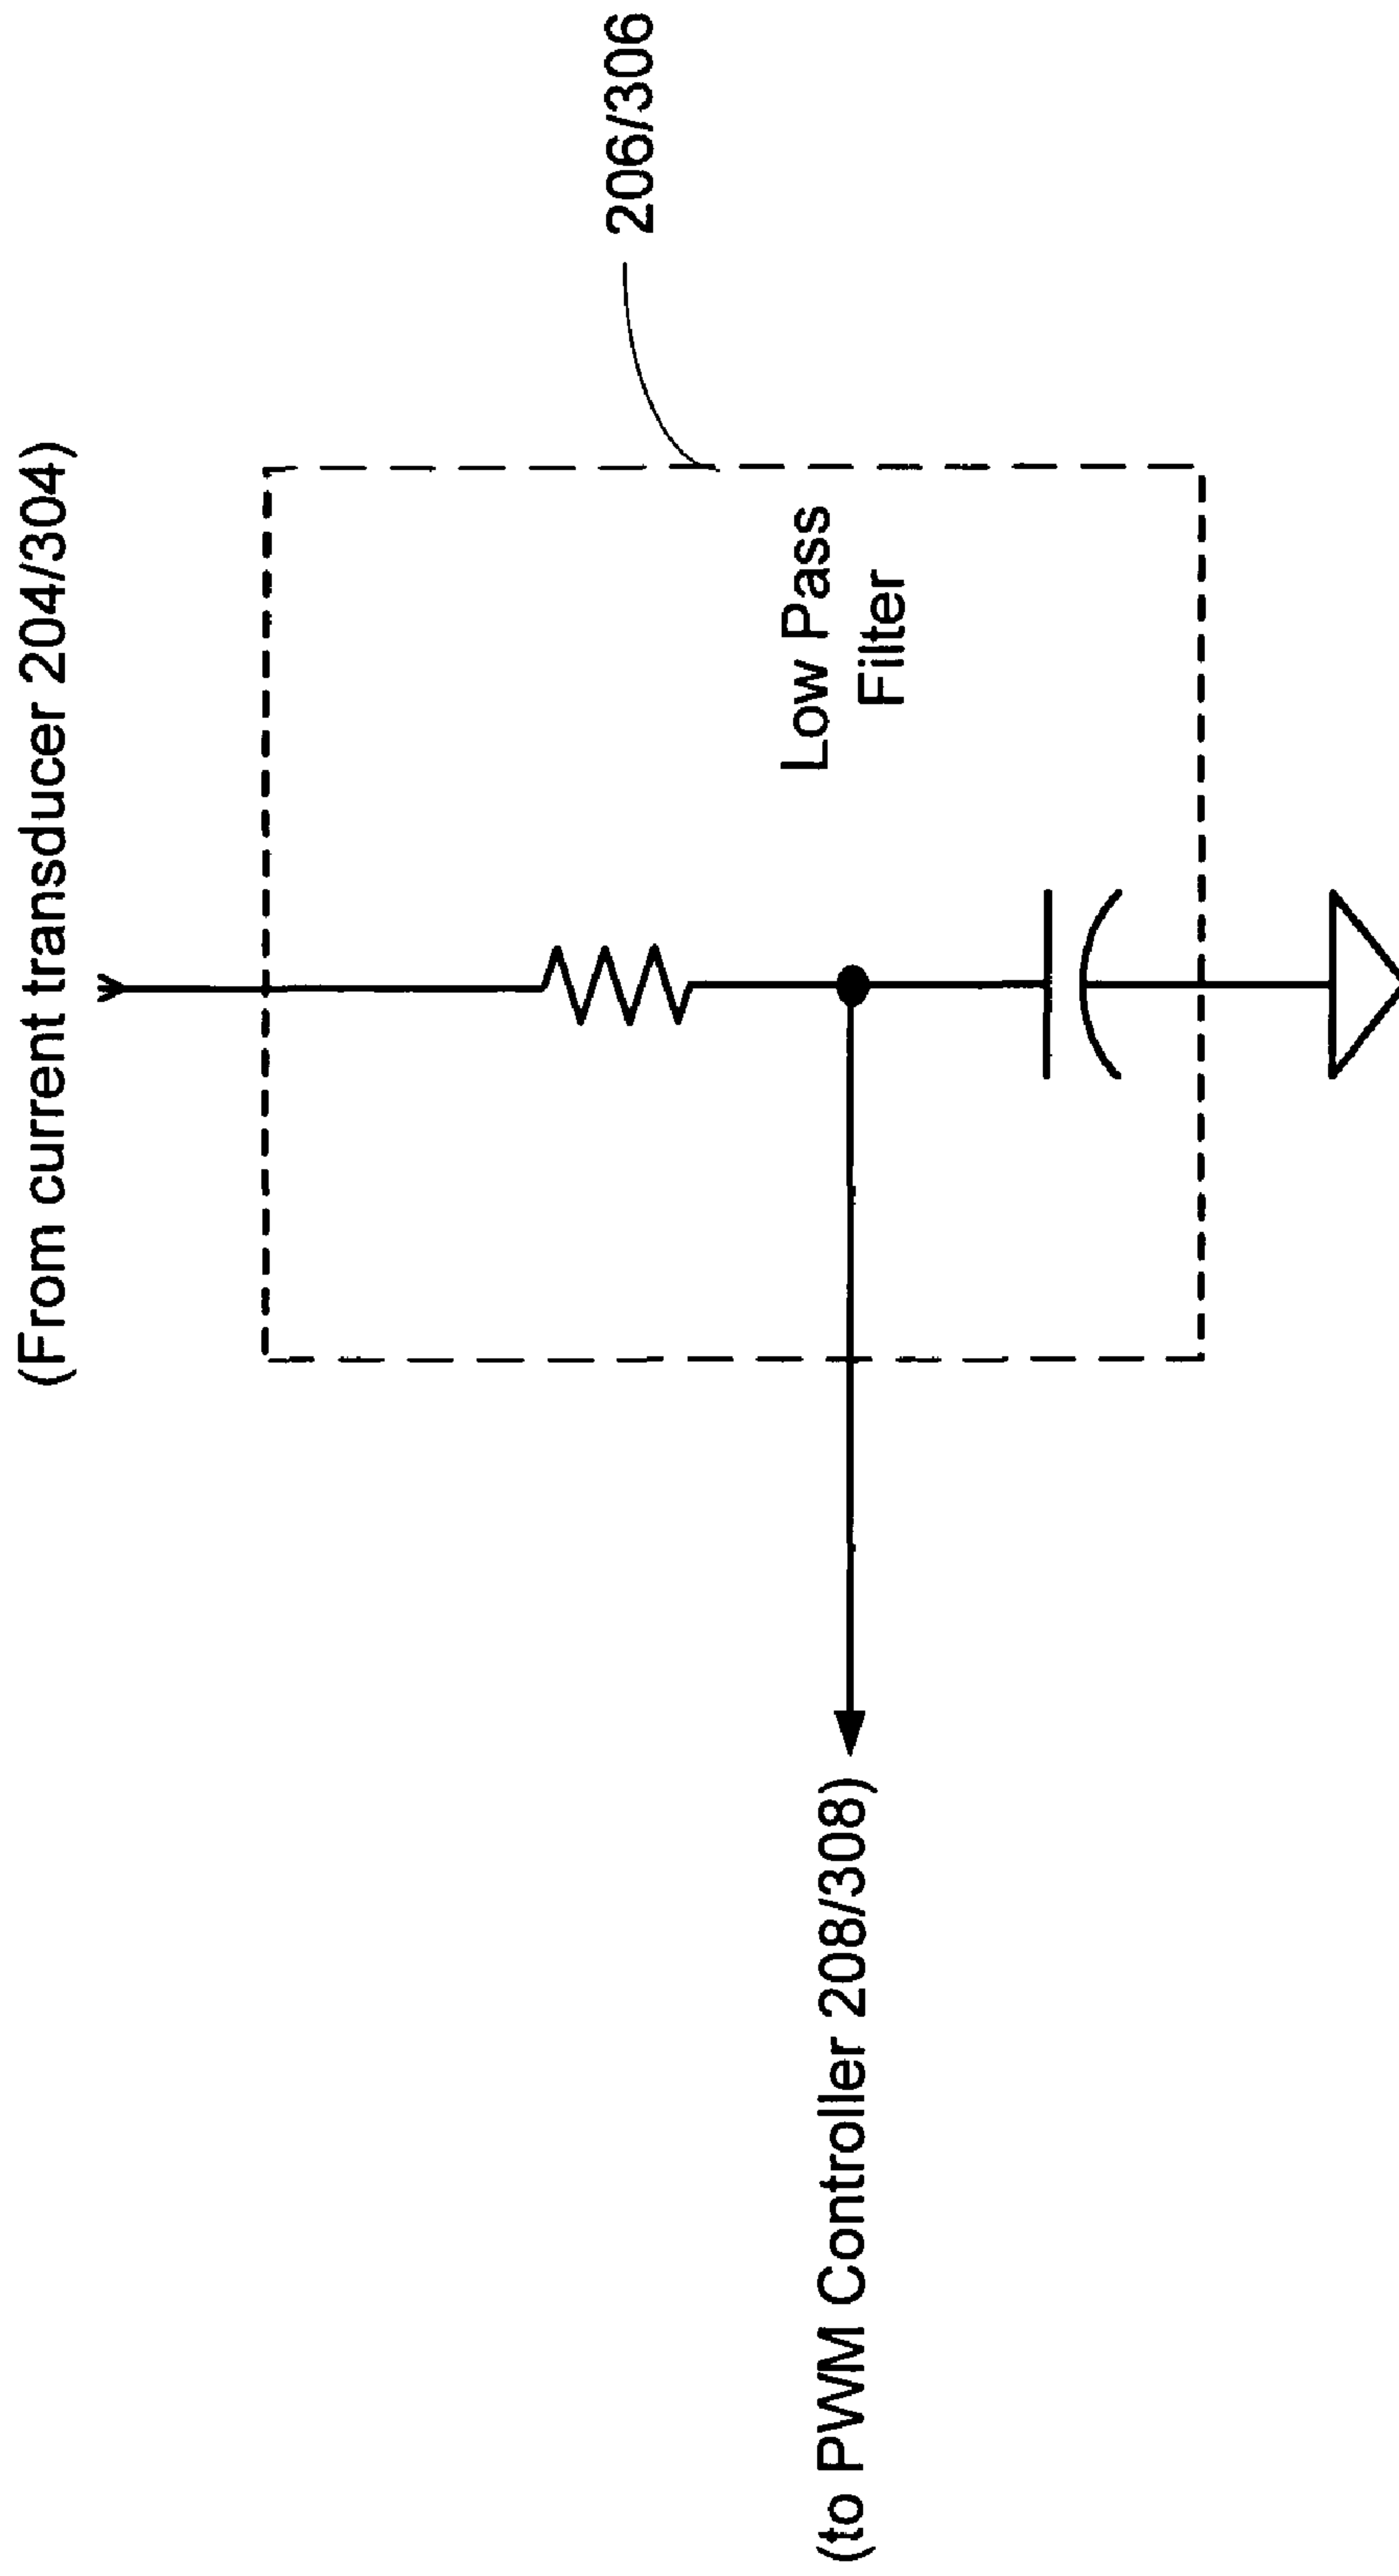 (From current transducer 204/304)
206/306
Low Pass
Filter
(to PWM Controller 208/308)